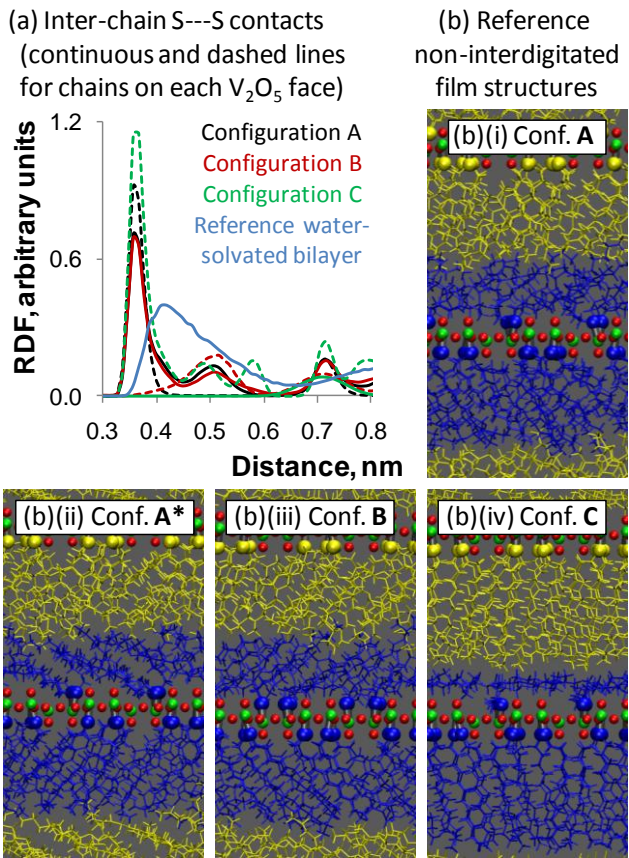 (a) Inter-chain S---S contacts
(continuous and dashed lines
for chains on each V₂O₅ face)
(b) Reference
non-interdigitated
film structures
1.2
0.6
0.0
RDF, arbitrary units
Configuration A
Configuration B
Configuration C
Reference water-
solvated bilayer
0.3 0.4 0.5 0.6 0.7 0.8
Distance, nm
(b)(i) Conf. A
(b)(ii) Conf. A*
(b)(iii) Conf. B
(b)(iv) Conf. C